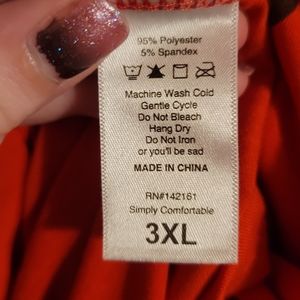 95% Polyester
5% Spandex
Machine Wash Cold
Gentle Cycle
Do Not Bleach
Hang Dry
Do Not Iron
or you'll be sad
MADE IN CHINA
RN#142161
Simply Comfortable
3XL